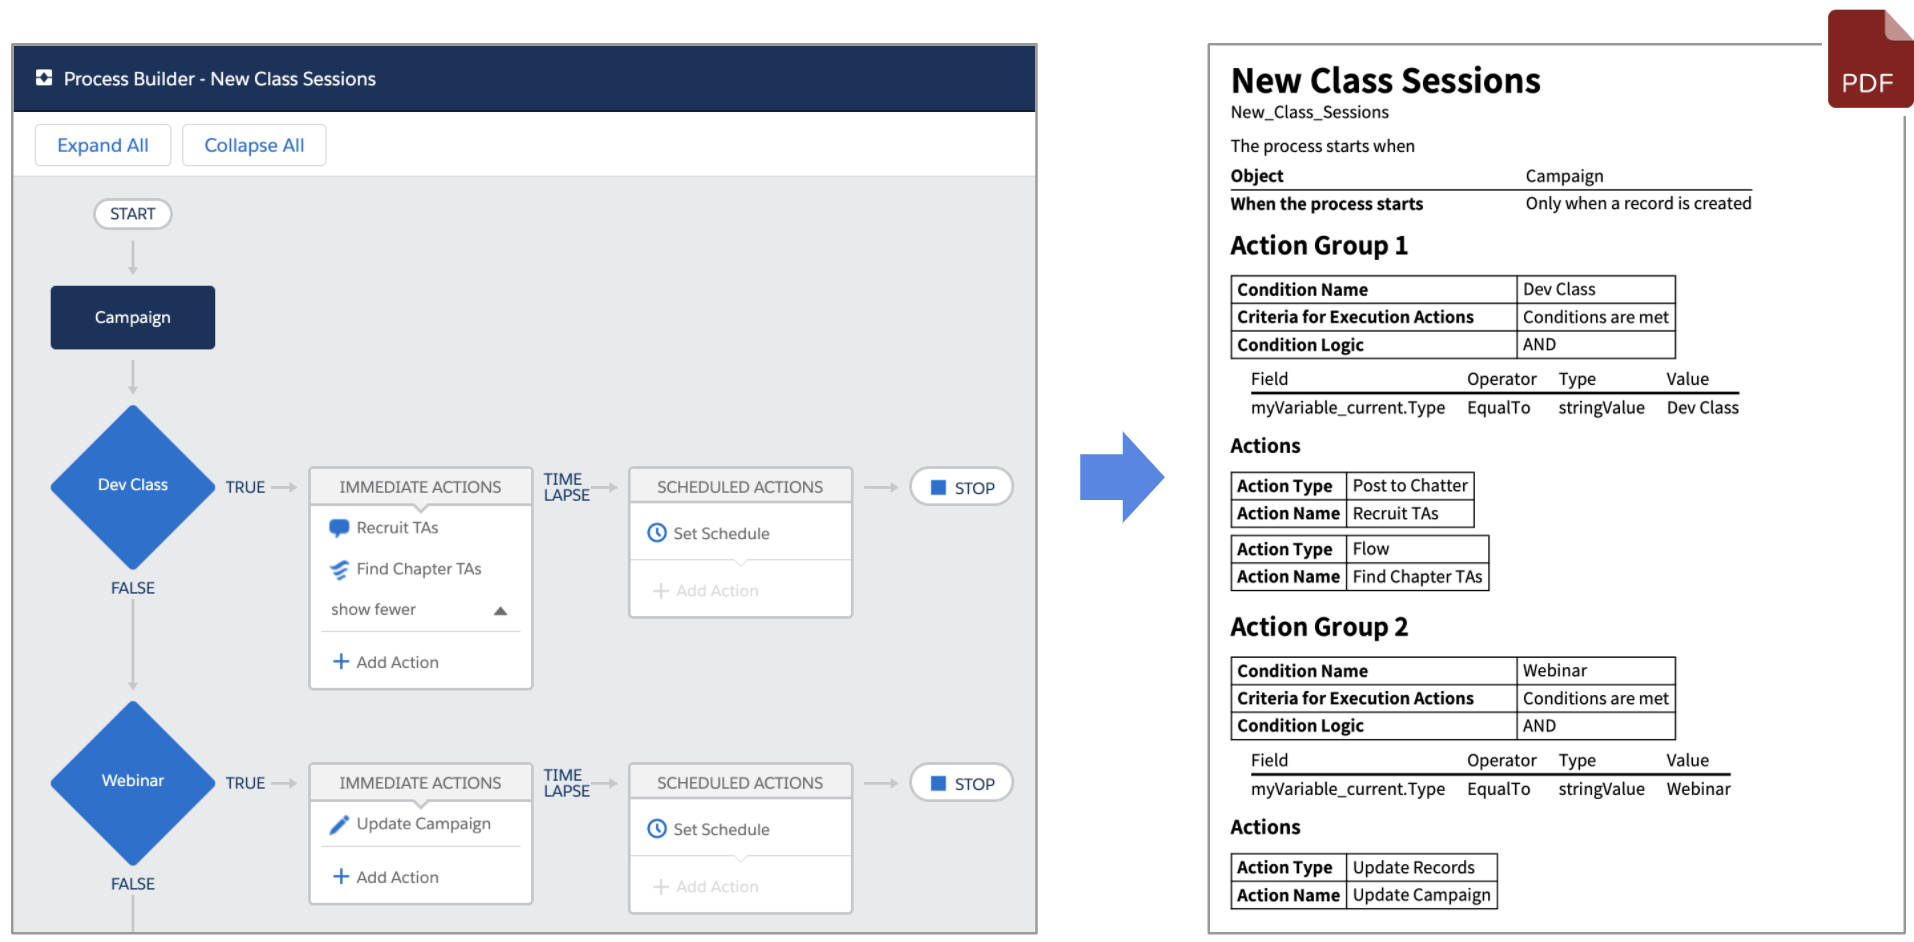 Process Builder - New Class Sessions
Expand All
Collapse All
START
Campaign
Dev Class
TRUE
IMMEDIATE ACTIONS
Recruit TAs
Find Chapter TAs
show fewer
Add Action
TIME
LAPSE
SCHEDULED ACTIONS
Set Schedule
Add Action
STOP
FALSE
Webinar
TRUE
IMMEDIATE ACTIONS
Update Campaign
Add Action
TIME
LAPSE
SCHEDULED ACTIONS
Set Schedule
Add Action
STOP
FALSE
PDF
New Class Sessions
New_Class_Sessions
The process starts when
Object Campaign
When the process starts Only when a record is created
Action Group 1
Condition Name Dev Class
Criteria for Execution Actions Conditions are met
Condition Logic AND
Field Operator Type Value
myVariable_current.Type EqualTo stringValue Dev Class
Actions
Action Type Post to Chatter
Action Name Recruit TAs
Action Type Flow
Action Name Find Chapter TAs
Action Group 2
Condition Name Webinar
Criteria for Execution Actions Conditions are met
Condition Logic AND
Field Operator Type Value
myVariable_current.Type EqualTo stringValue Webinar
Actions
Action Type Update Records
Action Name Update Campaign